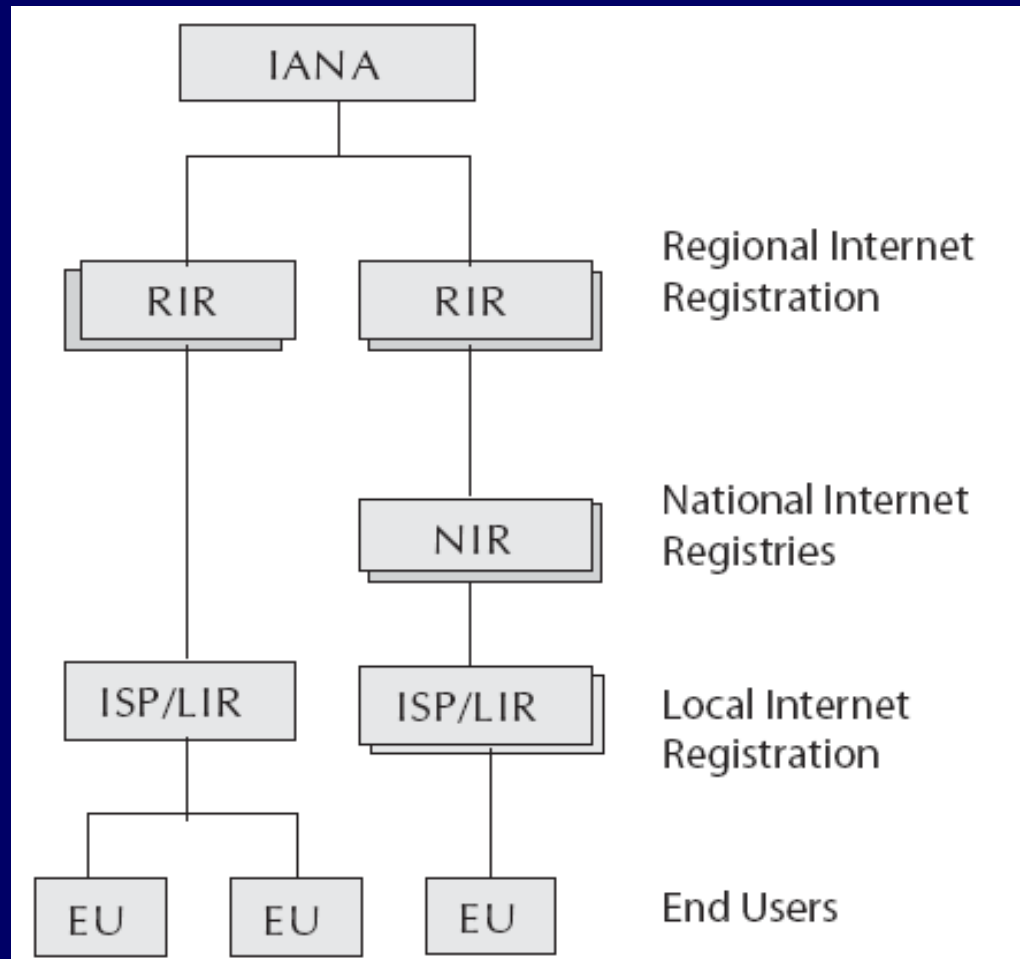 IANA
RIR
RIR
Regional Internet
Registration
NIR
National Internet
Registries
ISP/LIR
ISP/LIR
Local Internet
Registration
EU
EU
EU
End Users